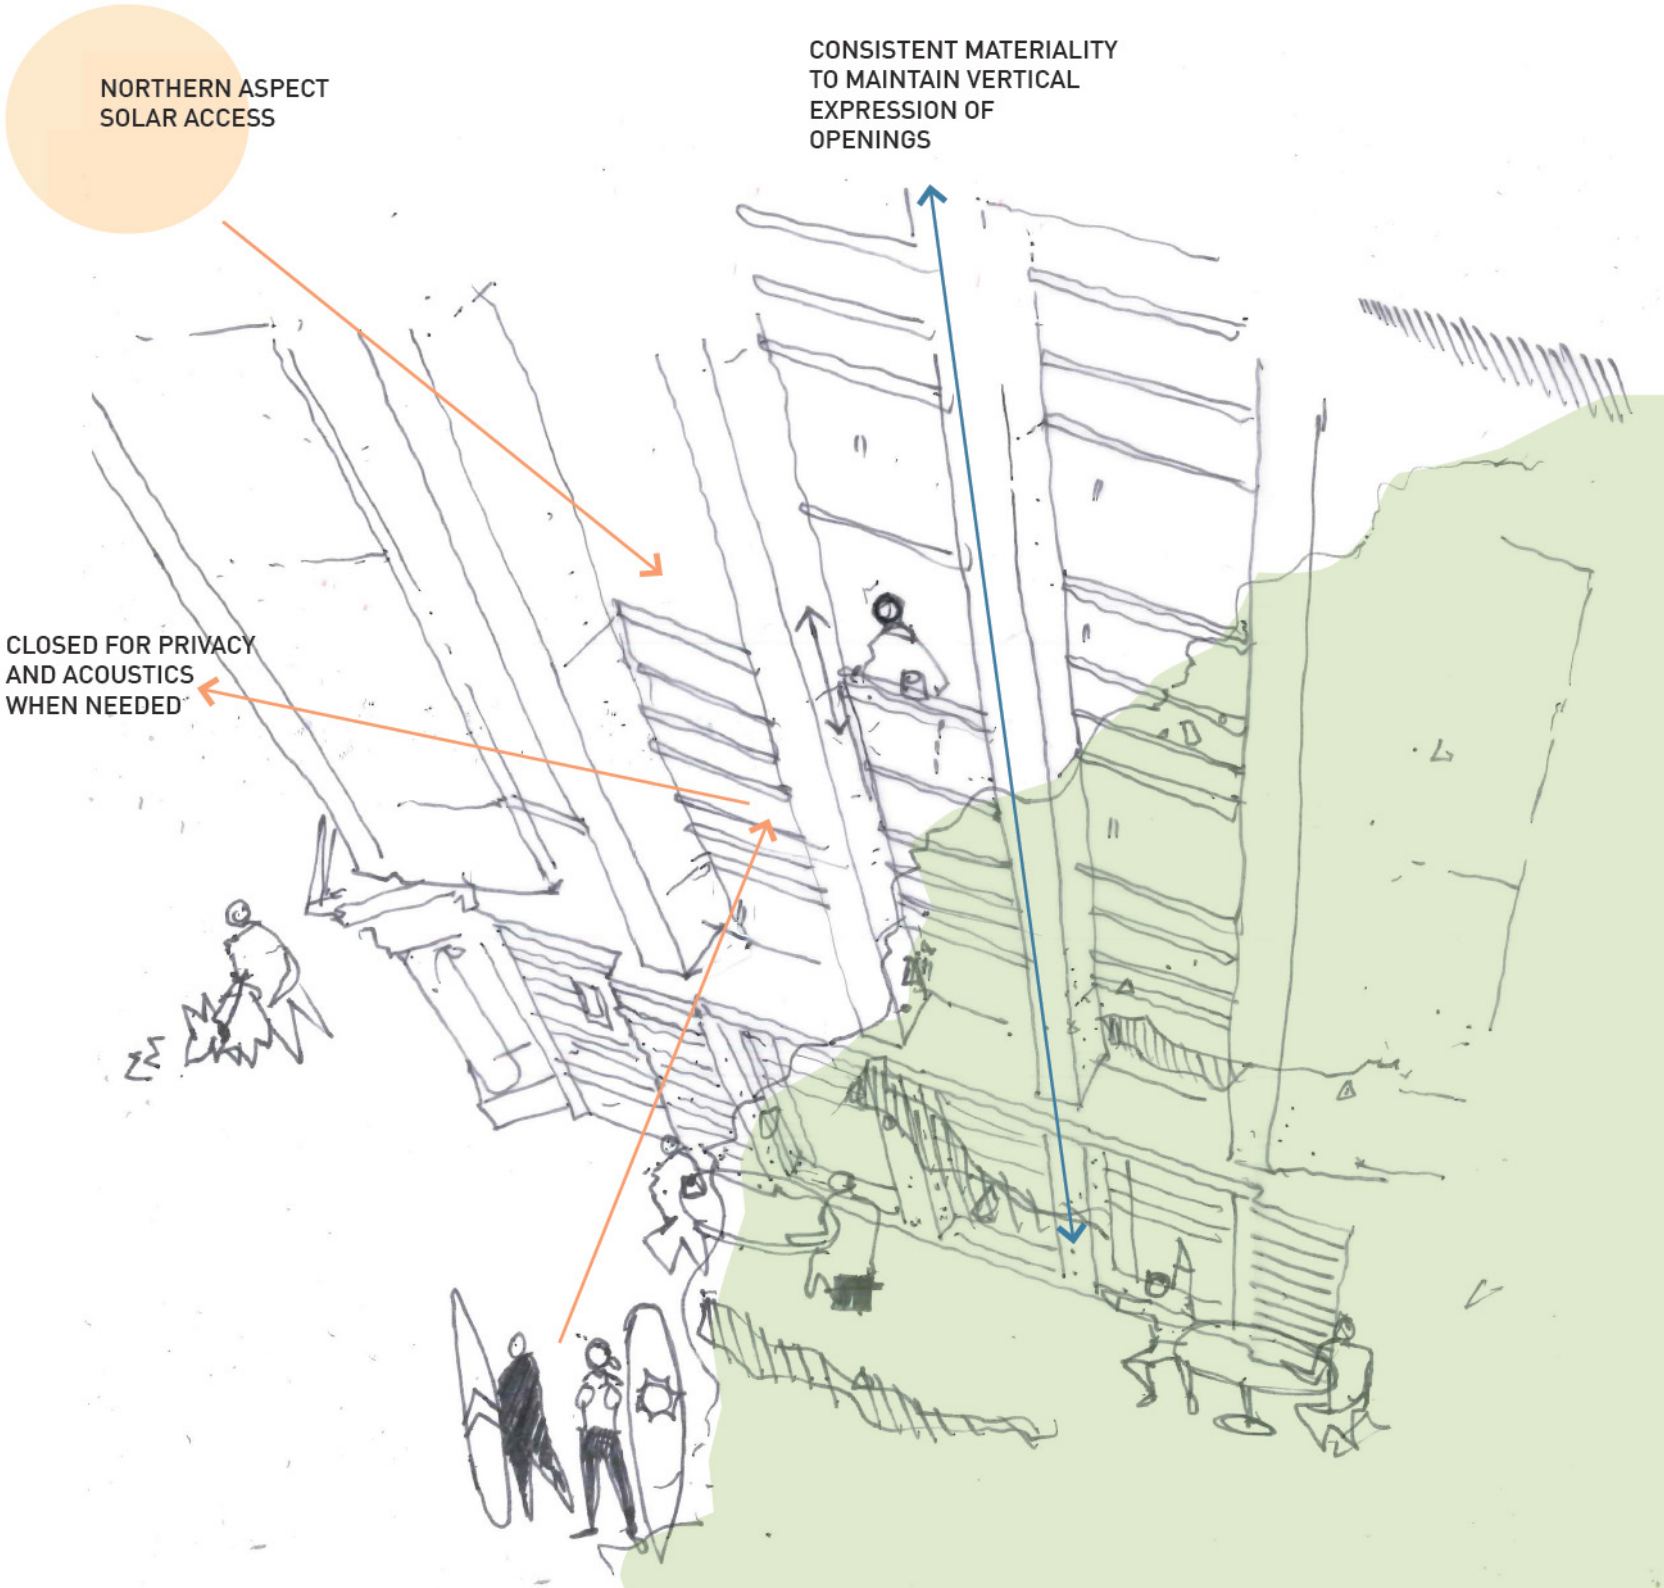 NORTHERN ASPECT
SOLAR ACCESS
CONSISTENT MATERIALITY
TO MAINTAIN VERTICAL
EXPRESSION OF
OPENINGS
CLOSED FOR PRIVACY
AND ACOUSTICS
WHEN NEEDED